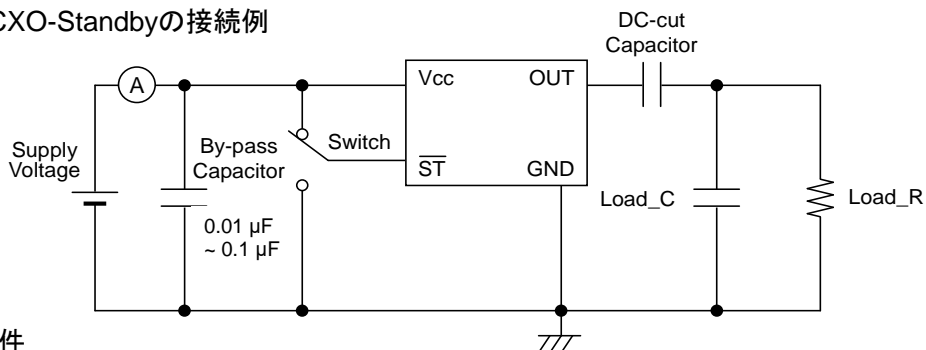 CXO-Standbyの接続例
DC-cut
Capacitor
A
Vcc
OUT
By-pass
Capacitor
Switch
Supply
Voltage
ST
GND
Load_C
Load_R
0.01 µF
~ 0.1 µF
件